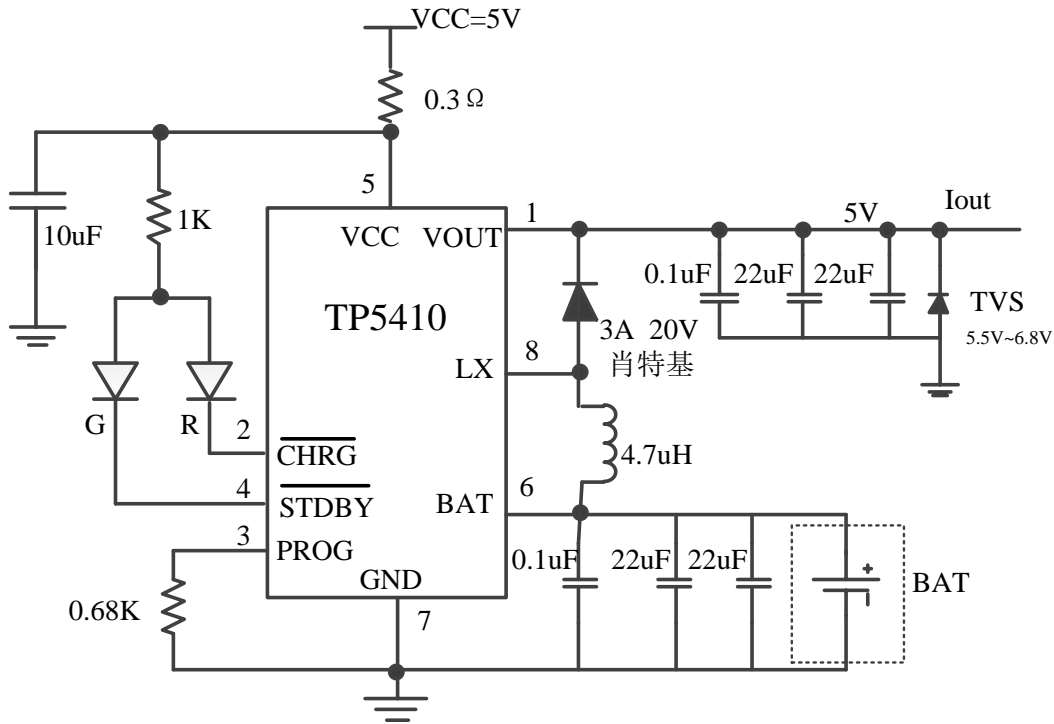 VCC=5V
0.3Ω
5
1
5V
Iout
10uF
1K
VCC
VOUT
0.1uF
22uF
22uF
TP5410
3A 20V
肖特基
TVS
5.5V~6.8V
8
LX
G
R
2
CHRG
4.7uH
4
STDBY
6
BAT
3
PROG
0.1uF
22uF
22uF
+
BAT
GND
0.68K
7